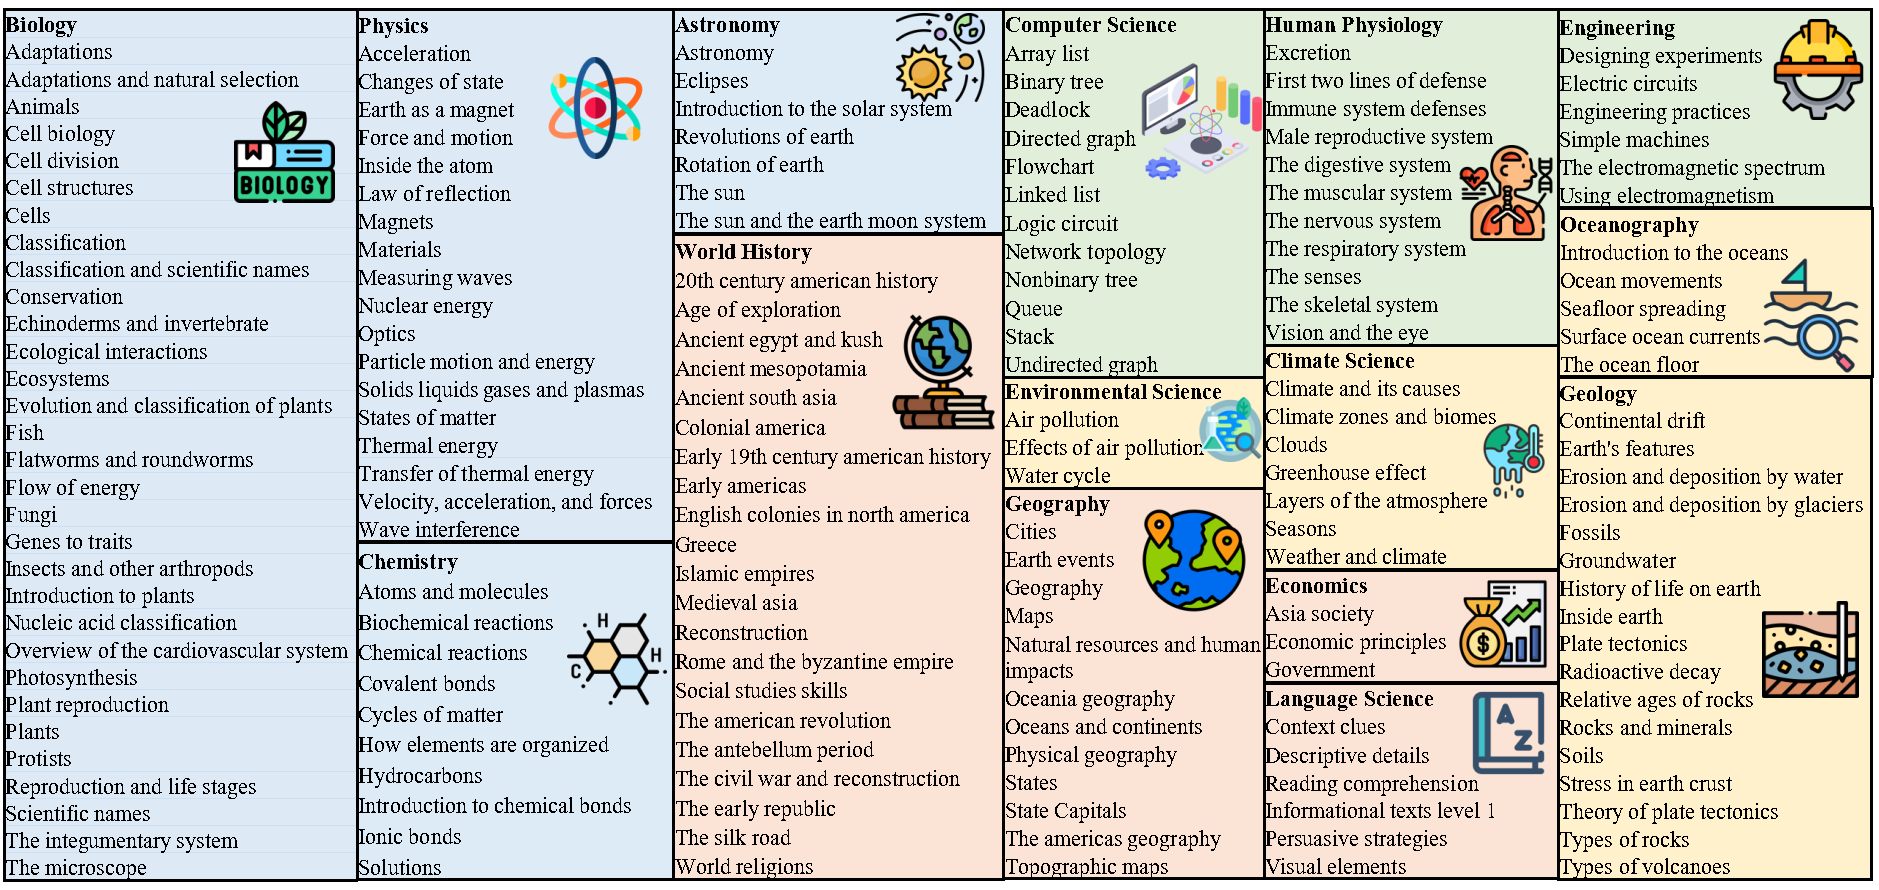 Biology
Adaptations
Adaptations and natural selection
Animals
Cell biology
Cell division
Cell structures
Cells
Classification
Classification and scientific names
Conservation
Echinoderms and invertebrate
Ecological interactions
Ecosystems
Evolution and classification of plants
Fish
Flatworms and roundworms
Flow of energy
Fungi
Genes to traits
Insects and other arthropods
Introduction to plants
Nucleic acid classification
Overview of the cardiovascular system
Photosynthesis
Plant reproduction
Plants
Protists
Reproduction and life stages
Scientific names
The integumentary system
The microscope
BIOLOGY
Physics
Acceleration
Changes of state
Earth as a magnet
Force and motion
Inside the atom
Law of reflection
Magnets
Materials
Measuring waves
Nuclear energy
Optics
Particle motion and energy
Solids liquids gases and plasmas
States of matter
Thermal energy
Transfer of thermal energy
Velocity, acceleration, and forces
Wave interference
Chemistry
Atoms and molecules
Biochemical reactions
Chemical reactions
Covalent bonds
Cycles of matter
How elements are organized
Hydrocarbons
Introduction to chemical bonds
Ionic bonds
Solutions
H
H
C
Astronomy
Astronomy
Eclipses
Introduction to the solar system
Revolutions of earth
Rotation of earth
The sun
The sun and the earth moon system
World History
20th century american history
Age of exploration
Ancient egypt and kush
Ancient mesopotamia
Ancient south asia
Colonial america
Early 19th century american history
Early americas
English colonies in north america
Greece
Islamic empires
Medieval asia
Reconstruction
Rome and the byzantine empire
Social studies skills
The american revolution
The antebellum period
The civil war and reconstruction
The early republic
The silk road
World religions
Computer Science
Array list
Binary tree
Deadlock
Directed graph
Flowchart
Linked list
Logic circuit
Network topology
Nonbinary tree
Queue
Stack
Undirected graph
Environmental Science
Air pollution
Effects of air pollution
Water cycle
Geography
Cities
Earth events
Geography
Maps
Natural resources and human
impacts
Oceania geography
Oceans and continents
Physical geography
States
State Capitals
The americas geography
Topographic maps
Human Physiology
Excretion
First two lines of defense
Immune system defenses
Male reproductive system
The digestive system
The muscular system
The nervous system
The respiratory system
The senses
The skeletal system
Vision and the eye
Climate Science
Climate and its causes
Climate zones and biomes
Clouds
Greenhouse effect
Layers of the atmosphere
Seasons
Weather and climate
Economics
Asia society
Economic principles
Government
$
Language Science
Context clues
Descriptive details
Reading comprehension
Informational texts level 1
Persuasive strategies
Visual elements
A
Z
Engineering
Designing experiments
Electric circuits
Engineering practices
Simple machines
The electromagnetic spectrum
Using electromagnetism
Oceanography
Introduction to the oceans
Ocean movements
Seafloor spreading
Surface ocean currents
The ocean floor
Geology
Continental drift
Earth's features
Erosion and deposition by water
Erosion and deposition by glaciers
Fossils
Groundwater
History of life on earth
Inside earth
Plate tectonics
Radioactive decay
Relative ages of rocks
Rocks and minerals
Soils
Stress in earth crust
Theory of plate tectonics
Types of rocks
Types of volcanoes